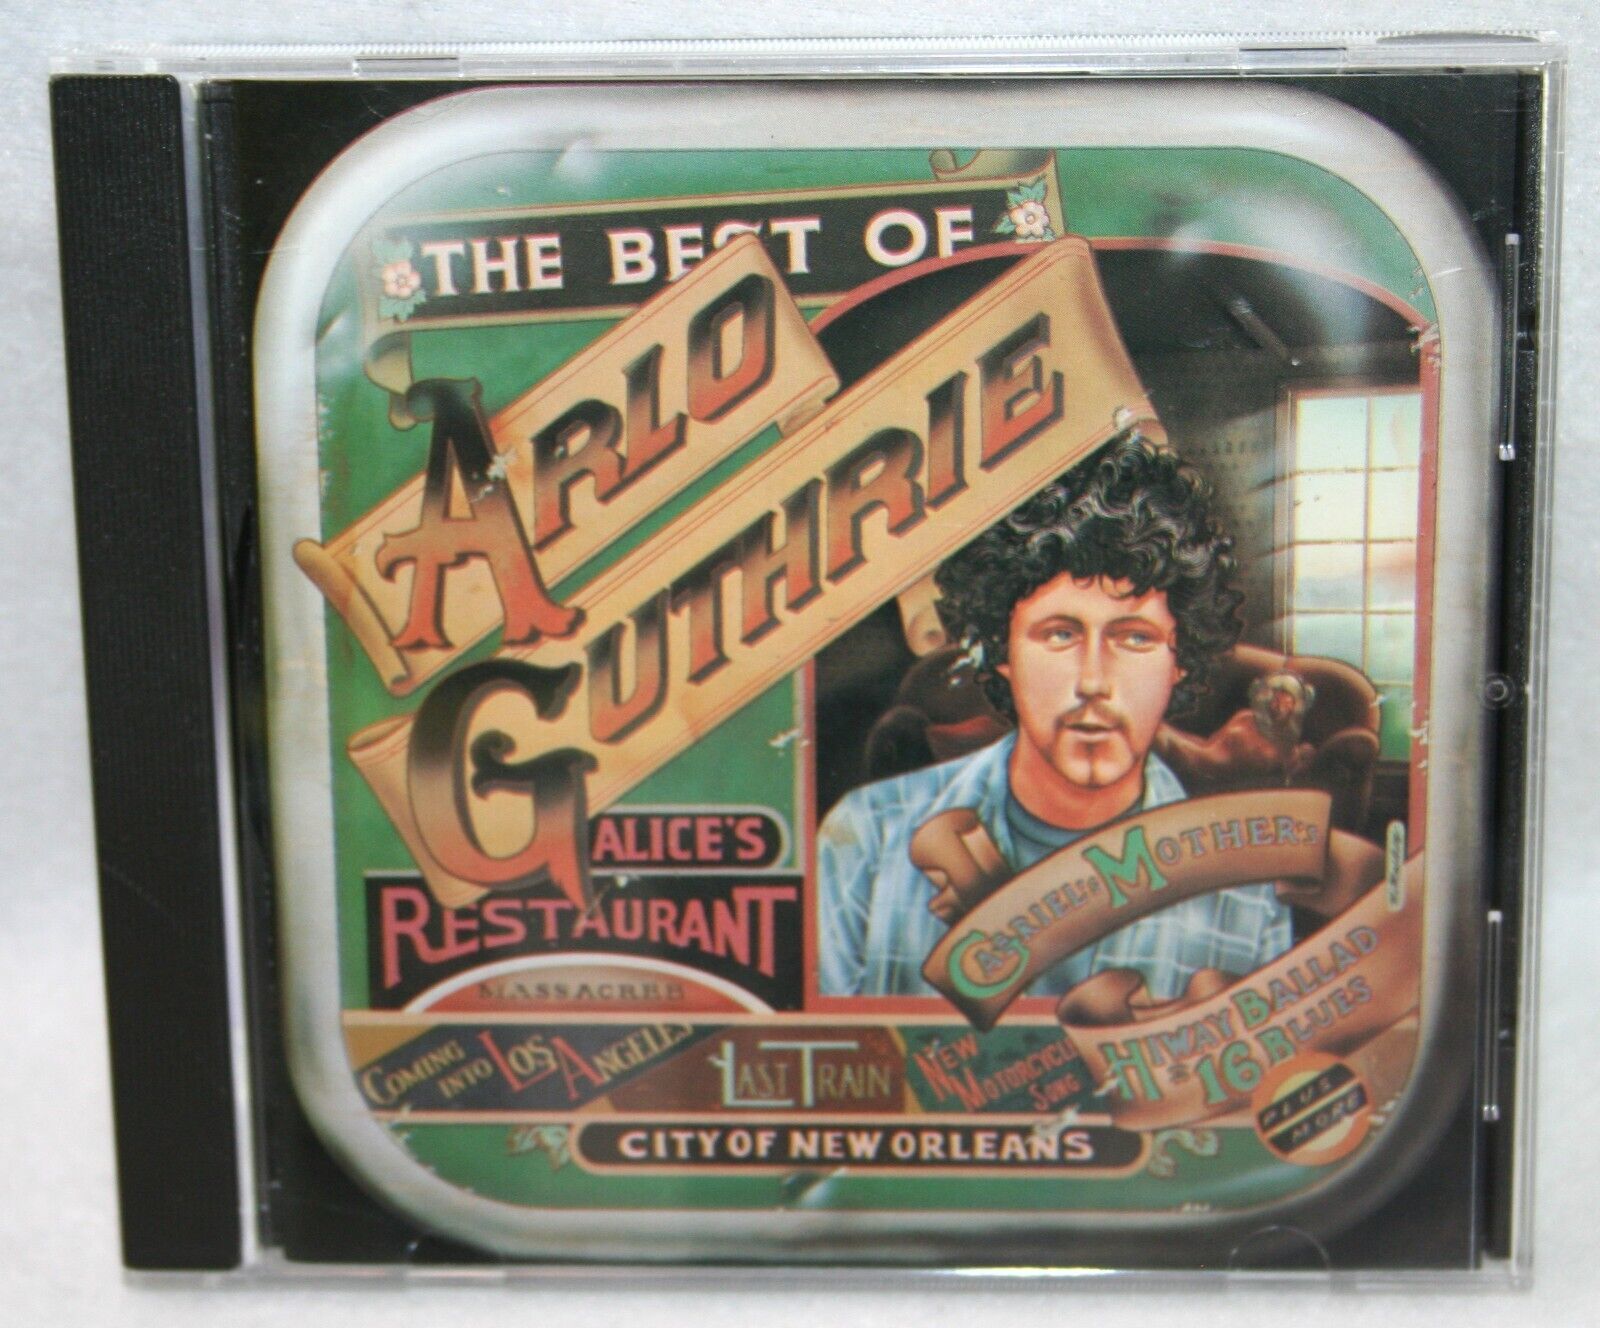 THE BEST OF
ARLO
GUTHRIE
ALICE'S
RESTAURANT
MASSACREE
GABRIEL'S MOTHER'S
HIWAY BALLAD
16 BLUES
COMING
INTO LOS ANGELES
LAST TRAIN
NEW
MOTORCYCLE
SONG
PLUS
MORE
CITY OF NEW ORLEANS